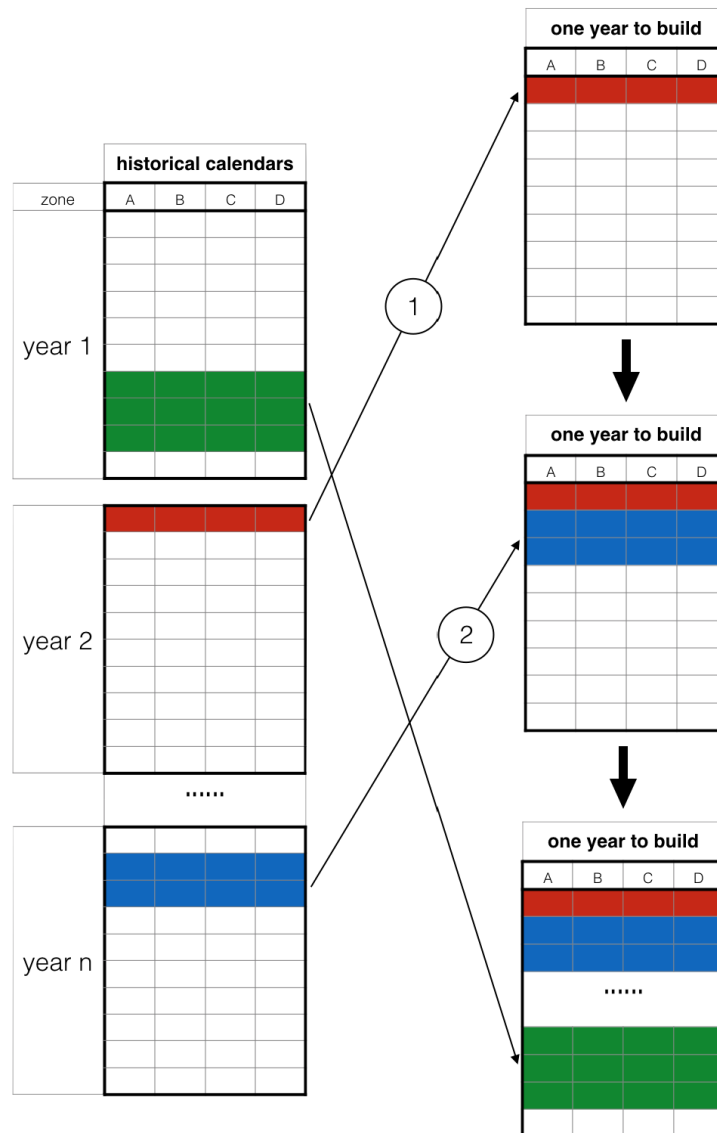 one year to build
A B C D
historical calendars
zone A B C D
year 1
1
one year to build
A B C D
year 2
2
......
one year to build
A B C D
year n
......